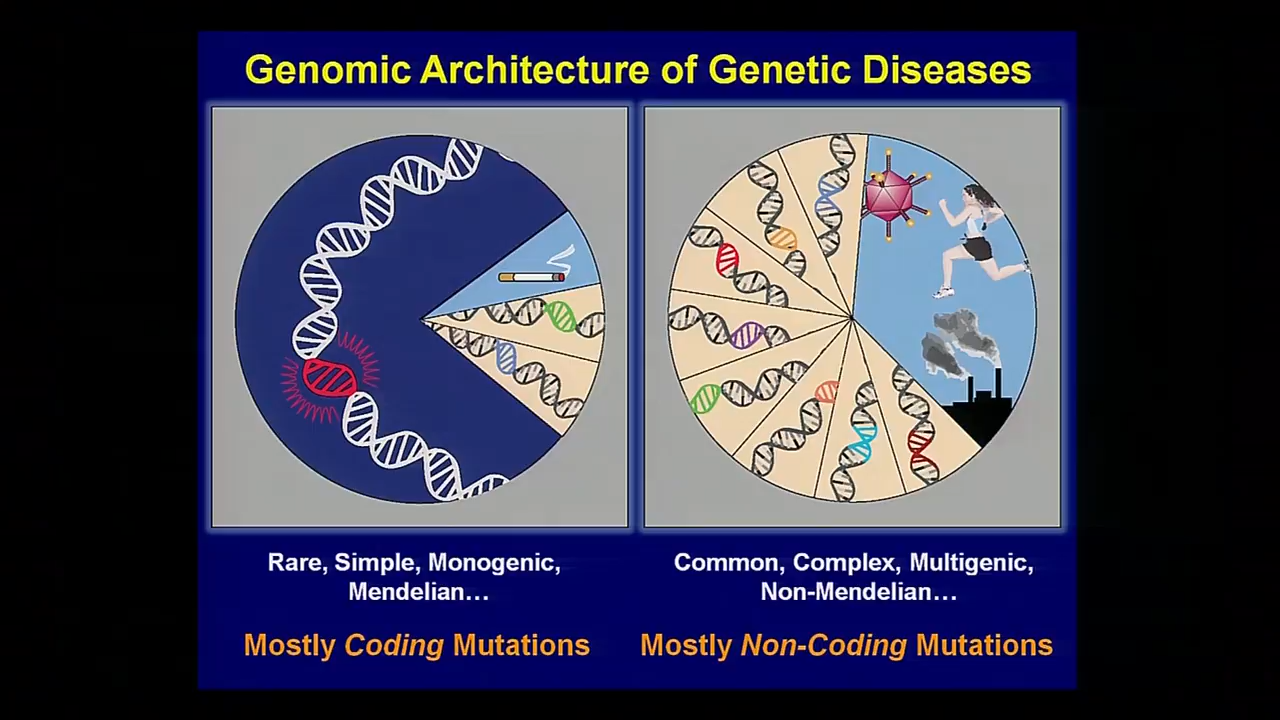 Genomic Architecture of Genetic Diseases
Rare, Simple, Monogenic,
Mendelian…
Mostly Coding Mutations
Common, Complex, Multigenic,
Non-Mendelian…
Mostly Non-Coding Mutations